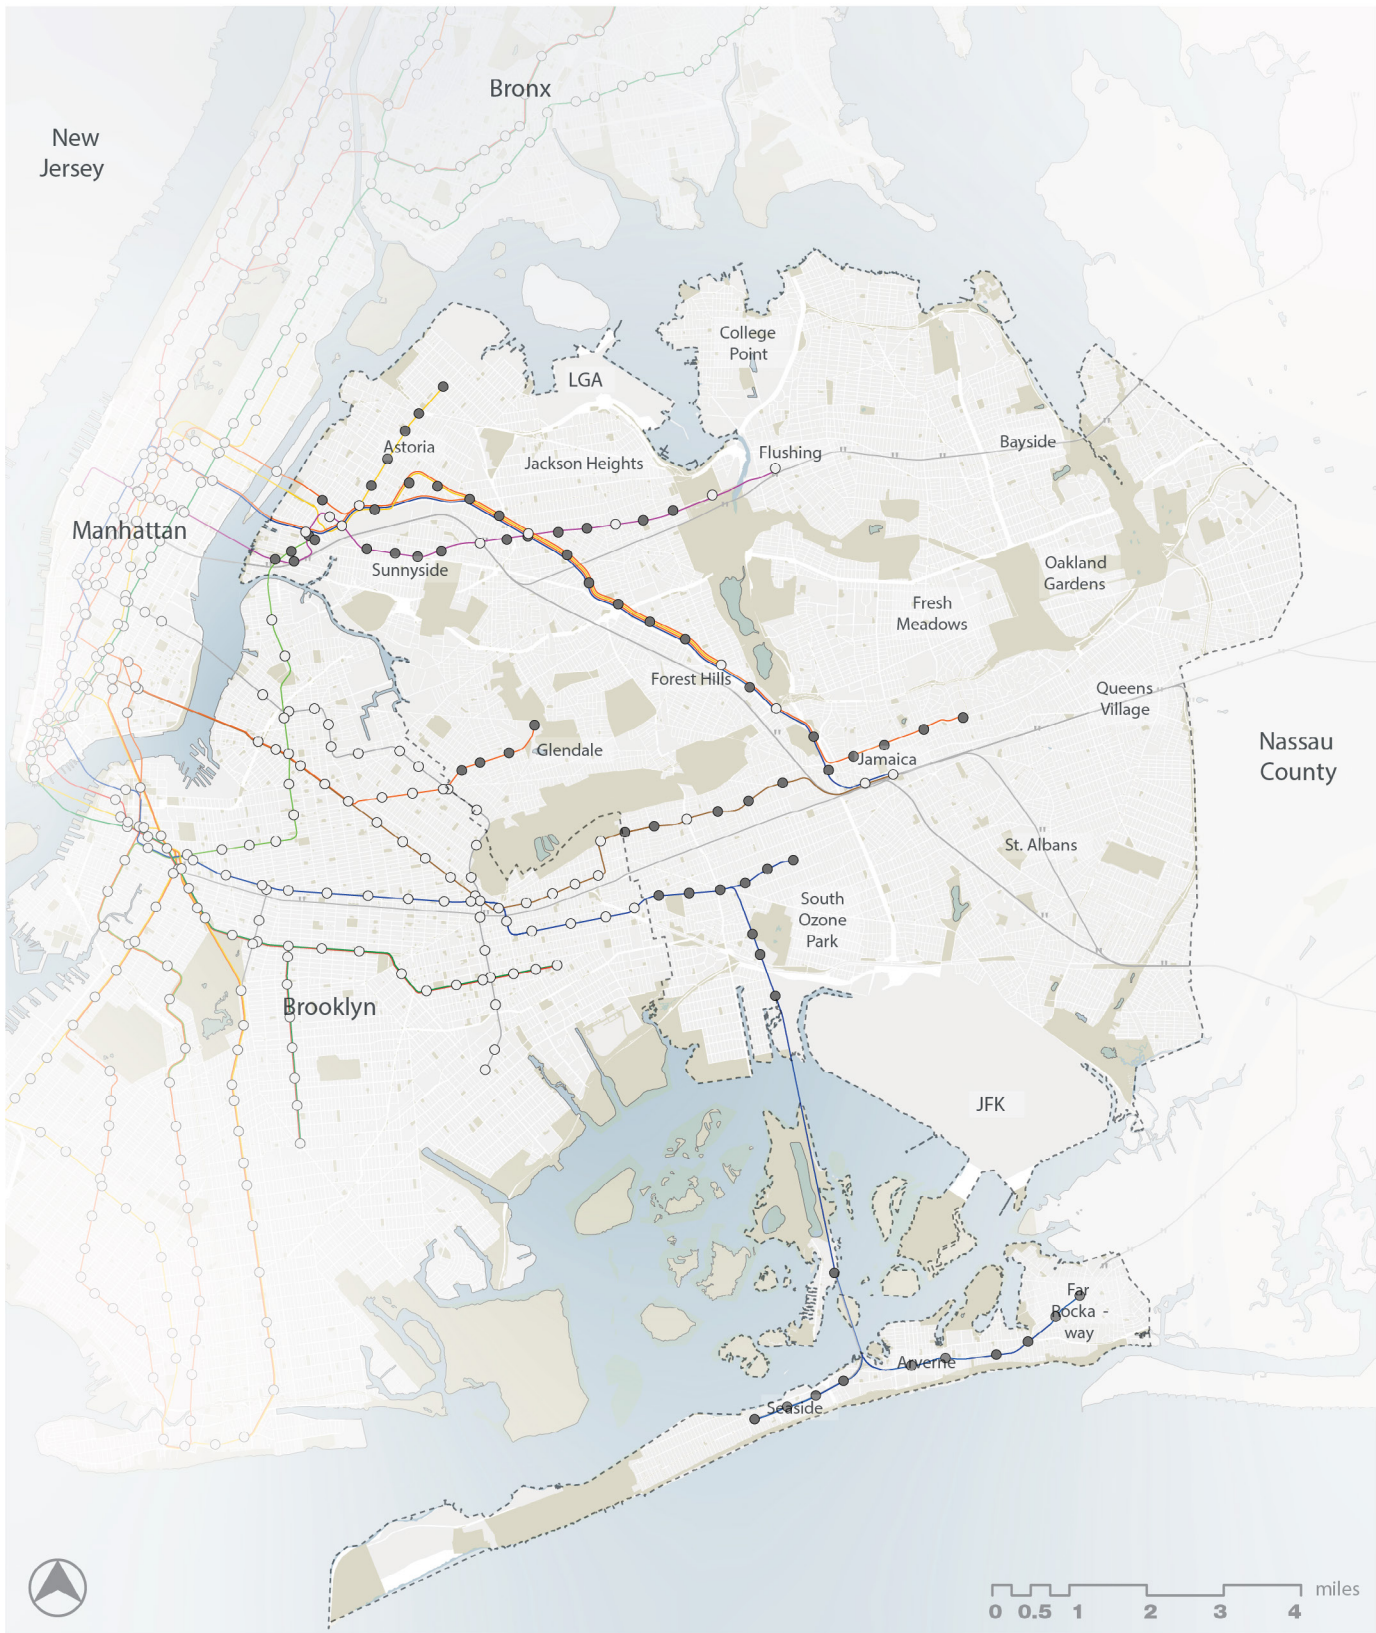 Bronx
New
Jersey
College
Point
LGA
Astoria
Jackson Heights
Flushing
Bayside
Manhattan
Sunnyside
Oakland
Gardens
Fresh
Meadows
Forest Hills
Queens
Village
Glendale
Jamaica
Nassau
County
St. Albans
South
Ozone
Park
Brooklyn
JFK
Far
Rocka -
way
Arverne
Seaside
miles
0 0.5 1 2 3 4